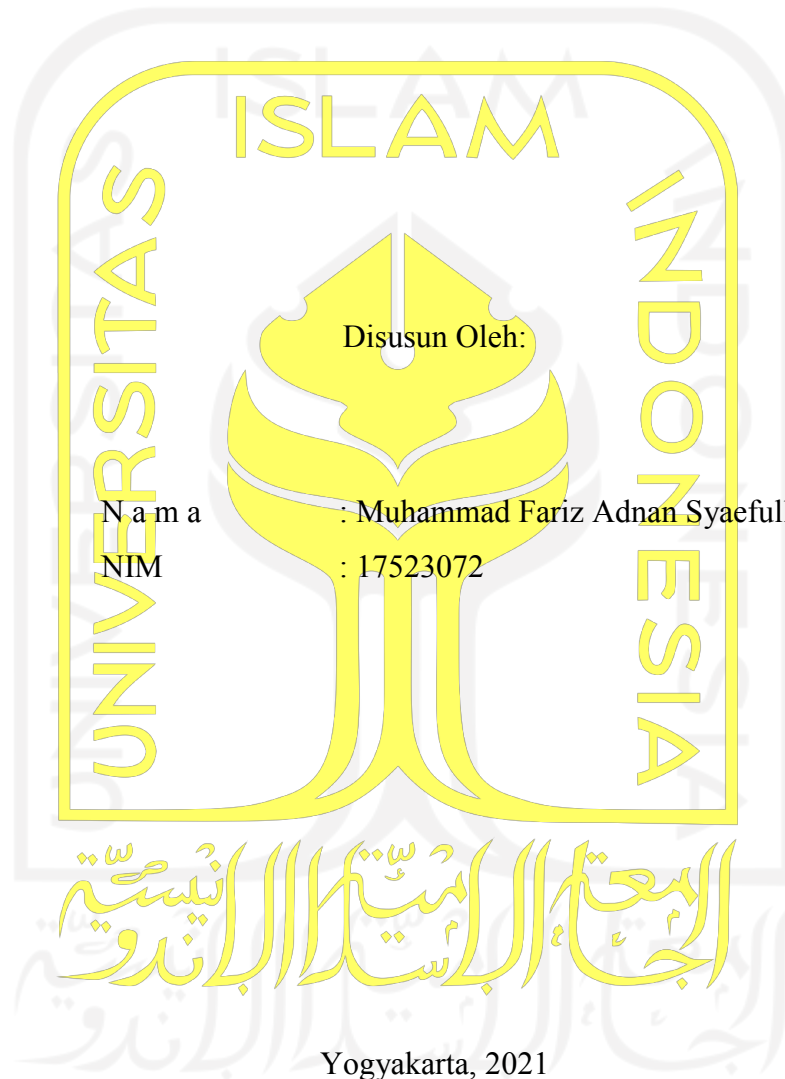 ISLAM
UNIVERSITAS
INDONESIA
Disusun Oleh:
N a m a : Muhammad Fariz Adnan Syaeful
NIM : 17523072
الجامعة الإسلامية الإندونيسية
Yogyakarta, 2021